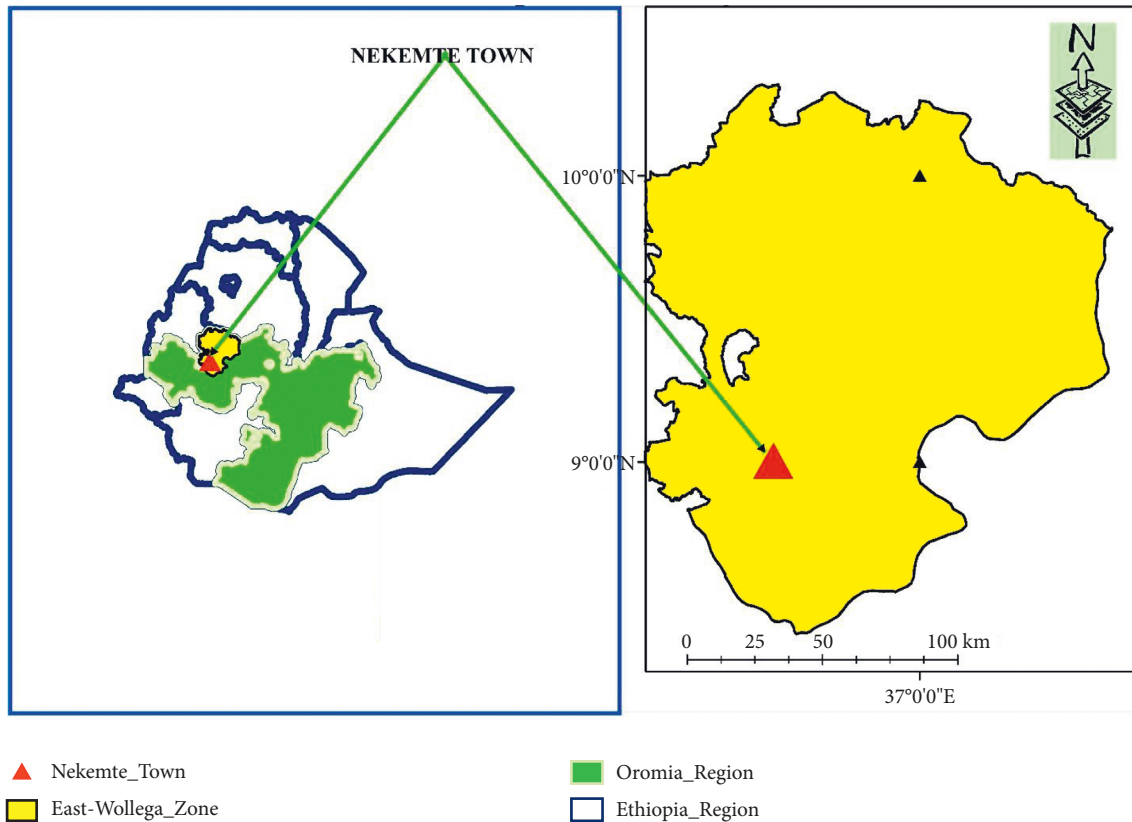 NEKEMTE TOWN
N
10°0'0"N
9°0'0"N
0 25 50 100 km
37°0'0"E
Nekemte_Town
East-Wollega_Zone
Oromia_Region
Ethiopia_Region